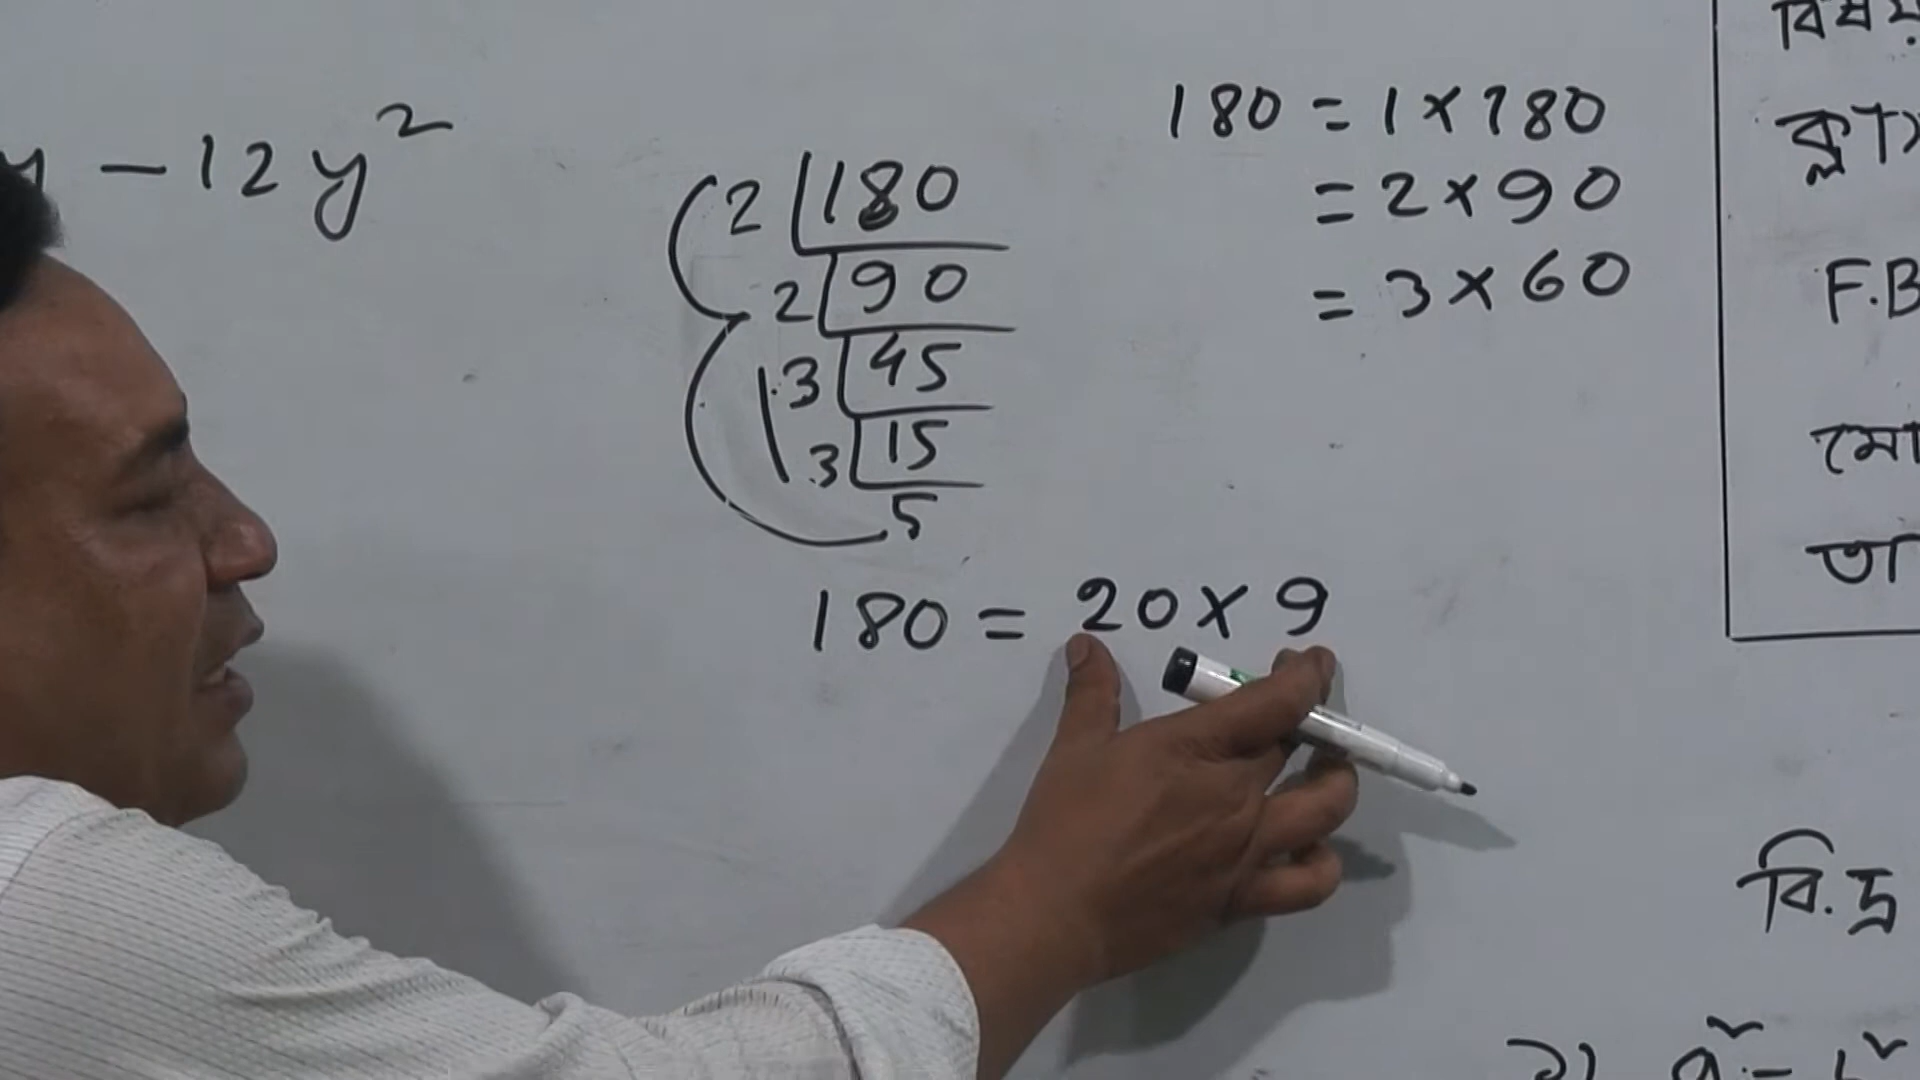 y - 12y²
2 | 180
2 | 90
3 | 45
3 | 15
5
180 = 20 × 9
180 = 1 × 180
= 2 × 90
= 3 × 60
F.B
বি.দ্র